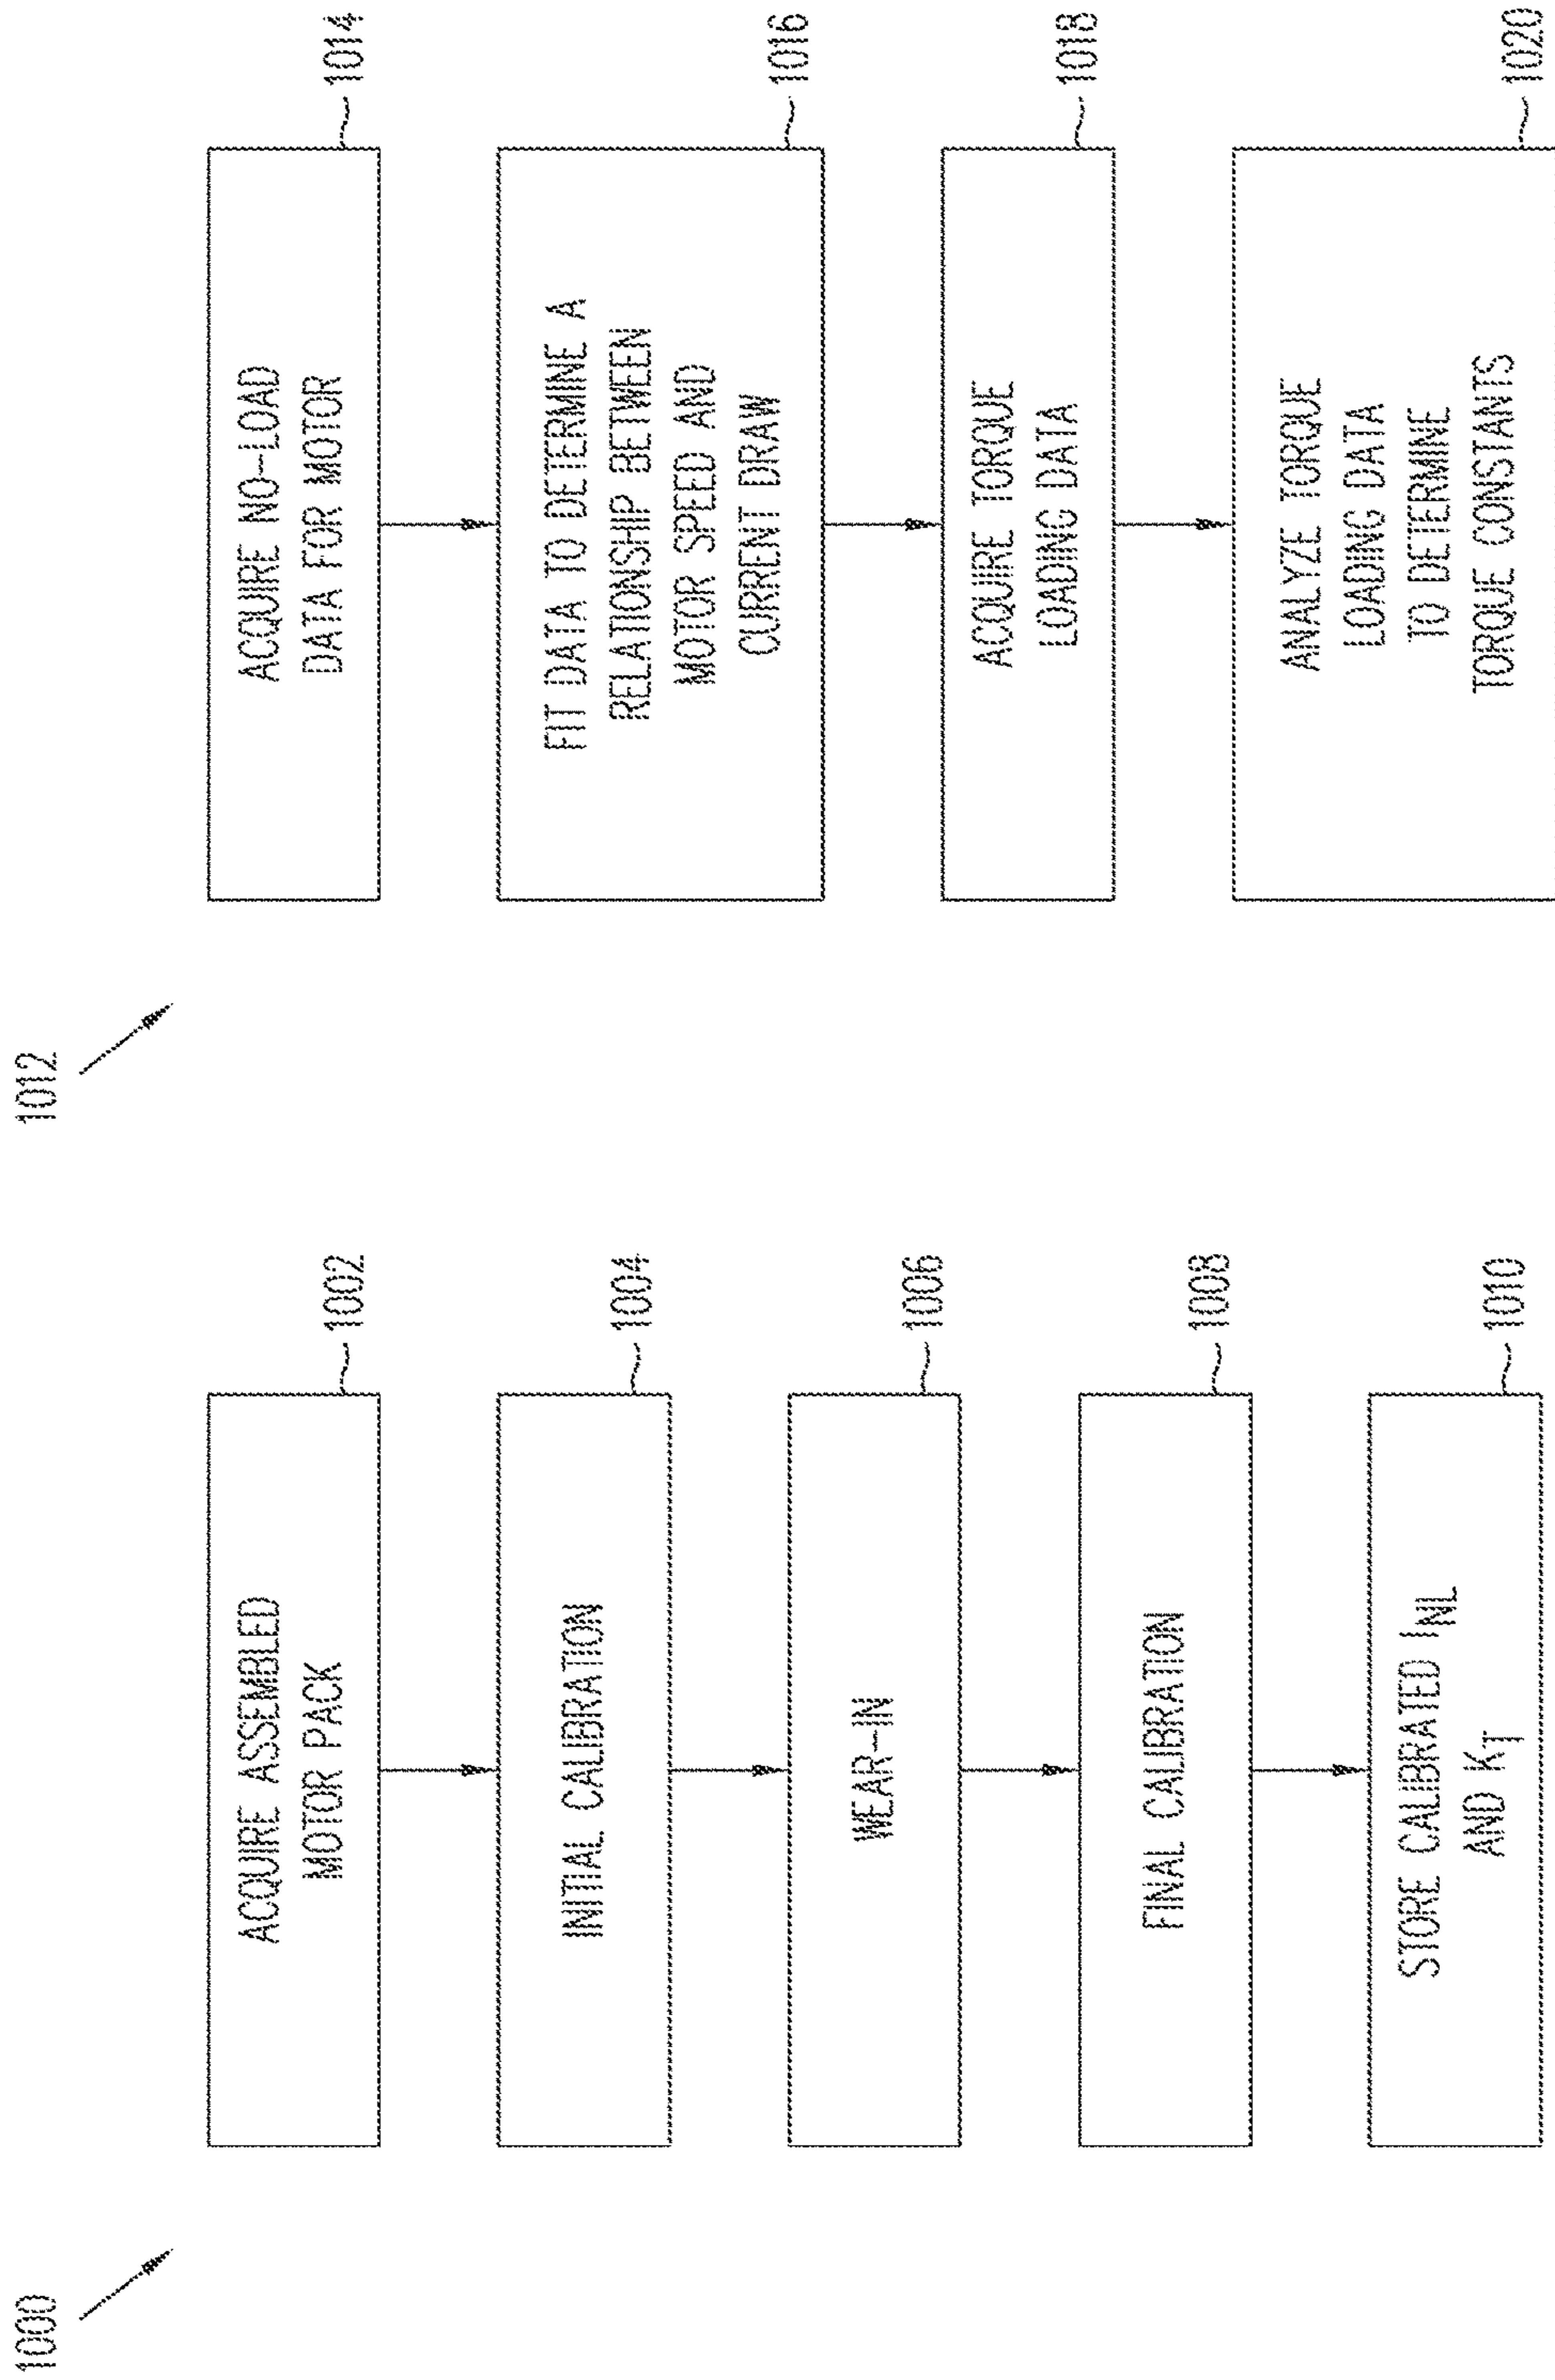 1000
ACQUIRE ASSEMBLED
MOTOR PACK
1002
INITIAL CALIBRATION
1004
WEAR-IN
1006
FINAL CALIBRATION
1008
STORE CALIBRATED I_NL
AND K_T
1010
1012
ACQUIRE NO-LOAD
DATA FOR MOTOR
1014
FIT DATA TO DETERMINE A
RELATIONSHIP BETWEEN
MOTOR SPEED AND
CURRENT DRAW
1016
ACQUIRE TORQUE
LOADING DATA
1018
ANALYZE TORQUE
LOADING DATA
TO DETERMINE
TORQUE CONSTANTS
1020